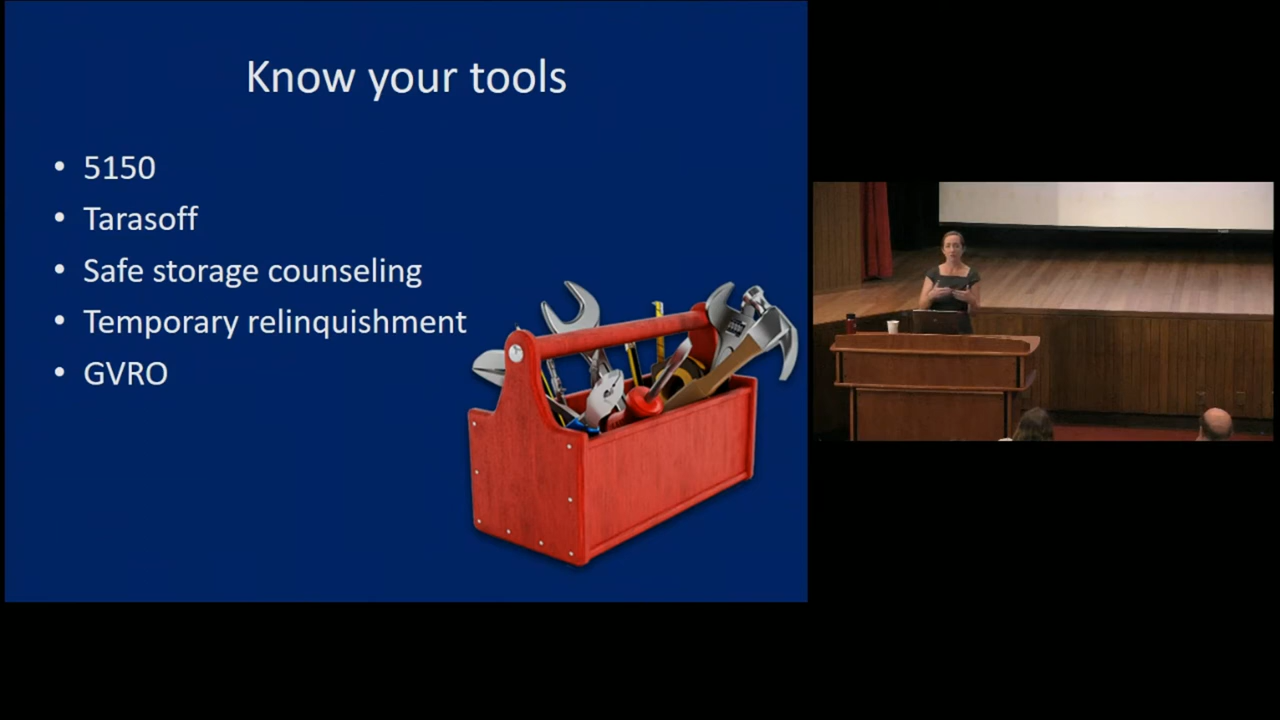 Know your tools
• 5150
• Tarasoff
• Safe storage counseling
• Temporary relinquishment
• GVRO